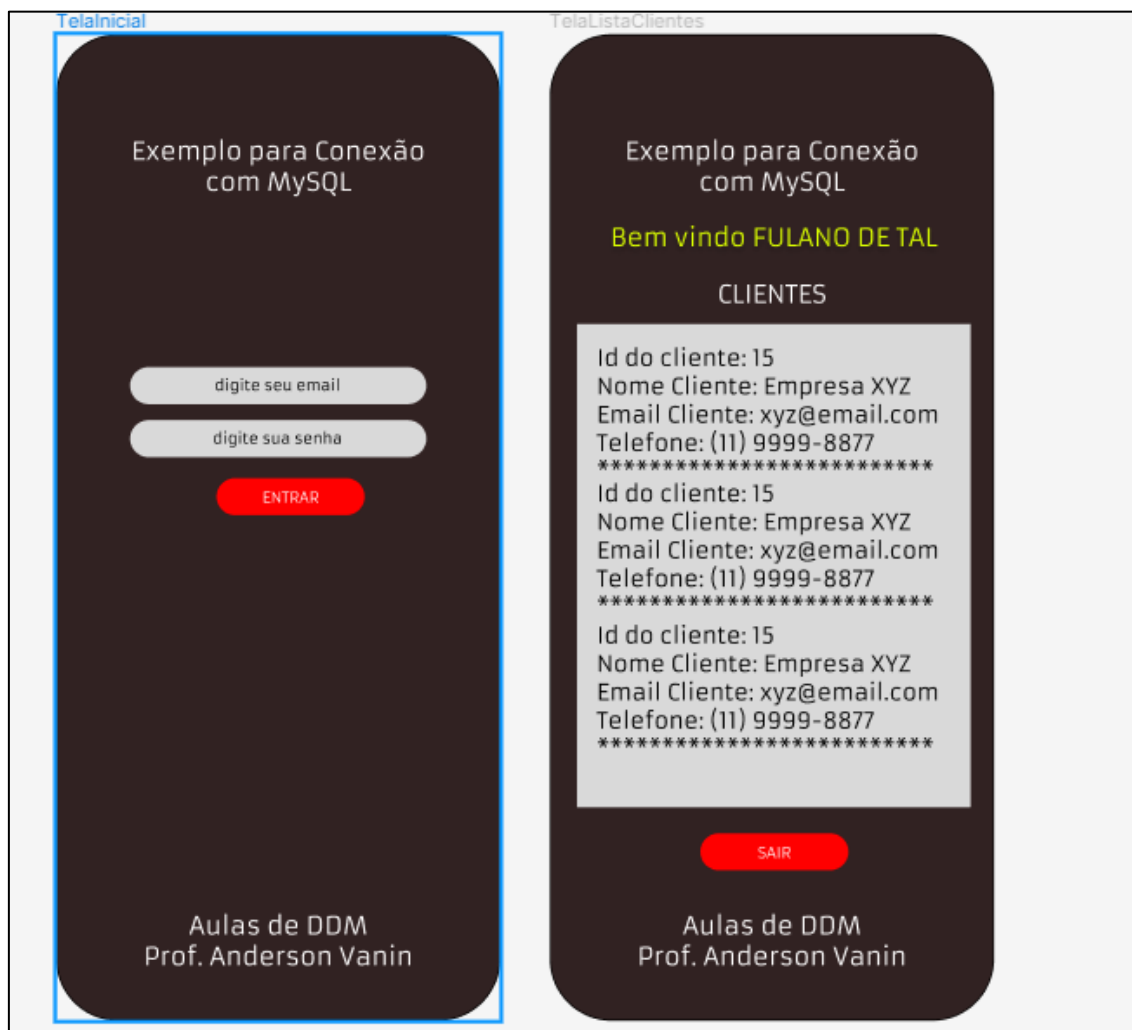 TelaInicial
Exemplo para Conexão
com MySQL
digite seu email
digite sua senha
ENTRAR
Aulas de DDM
Prof. Anderson Vanin
TelaListaClientes
Exemplo para Conexão
com MySQL
Bem vindo FULANO DE TAL
CLIENTES
Id do cliente: 15
Nome Cliente: Empresa XYZ
Email Cliente: xyz@email.com
Telefone: (11) 9999-8877
**************************
Id do cliente: 15
Nome Cliente: Empresa XYZ
Email Cliente: xyz@email.com
Telefone: (11) 9999-8877
**************************
Id do cliente: 15
Nome Cliente: Empresa XYZ
Email Cliente: xyz@email.com
Telefone: (11) 9999-8877
**************************
SAIR
Aulas de DDM
Prof. Anderson Vanin